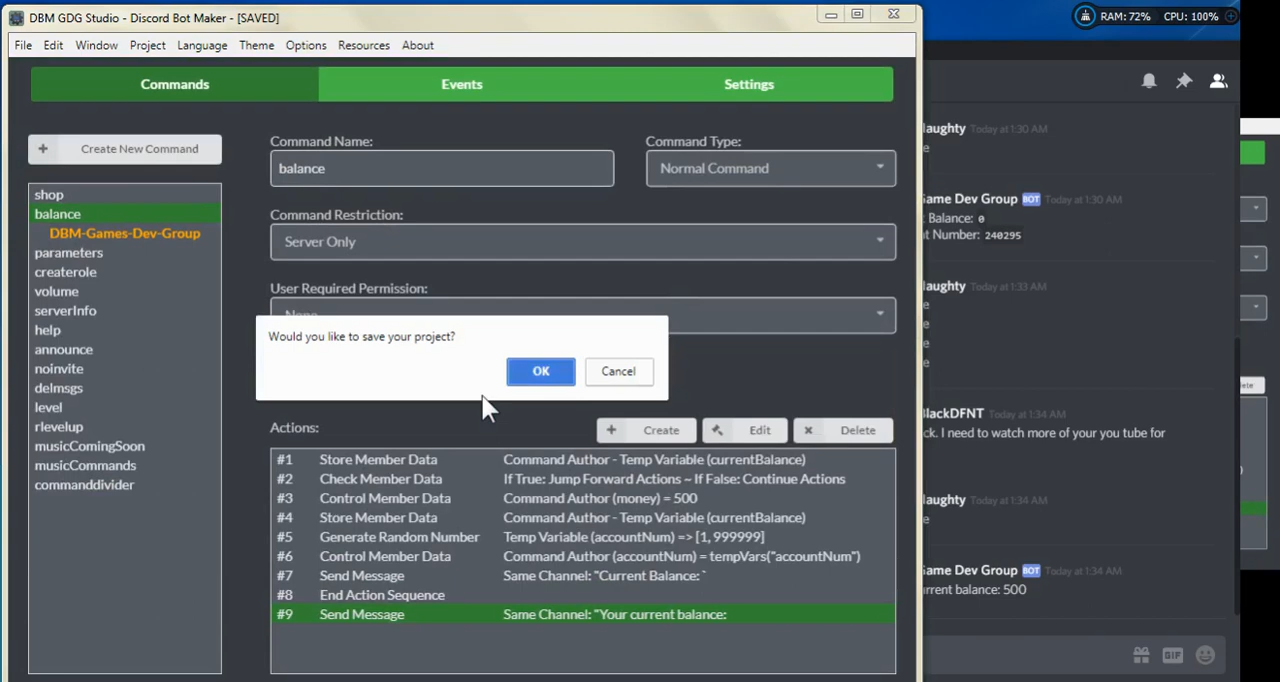 DBM GDG Studio - Discord Bot Maker - [SAVED]
RAM: 72% CPU: 100%
File Edit Window Project Language Theme Options Resources About
Commands Events Settings
+ Create New Command
shop
balance
DBM-Games-Dev-Group
parameters
createrole
volume
serverInfo
help
announce
noinvite
delmsgs
level
rlevelup
musicComingSoon
musicCommands
commanddivider
Command Name:
balance
Command Type:
Normal Command
Command Restriction:
Server Only
User Required Permission:
None
Would you like to save your project?
OK Cancel
Actions:
+ Create Edit Delete
#1 Store Member Data Command Author - Temp Variable (currentBalance)
#2 Check Member Data If True: Jump Forward Actions ~ If False: Continue Actions
#3 Control Member Data Command Author (money) = 500
#4 Store Member Data Command Author - Temp Variable (currentBalance)
#5 Generate Random Number Temp Variable (accountNum) => [1, 999999]
#6 Control Member Data Command Author (accountNum) = tempVars("accountNum")
#7 Send Message Same Channel: "Current Balance: `
#8 End Action Sequence
#9 Send Message Same Channel: "Your current balance:
laughty Today at 1:30 AM
e
Game Dev Group BOT Today at 1:30 AM
t Balance: 0
nt Number: 240295
laughty Today at 1:33 AM
e
e
e
e
BlackDFNT Today at 1:34 AM
ck. I need to watch more of your you tube for
laughty Today at 1:34 AM
e
Game Dev Group BOT Today at 1:34 AM
urrent balance: 500
GIF